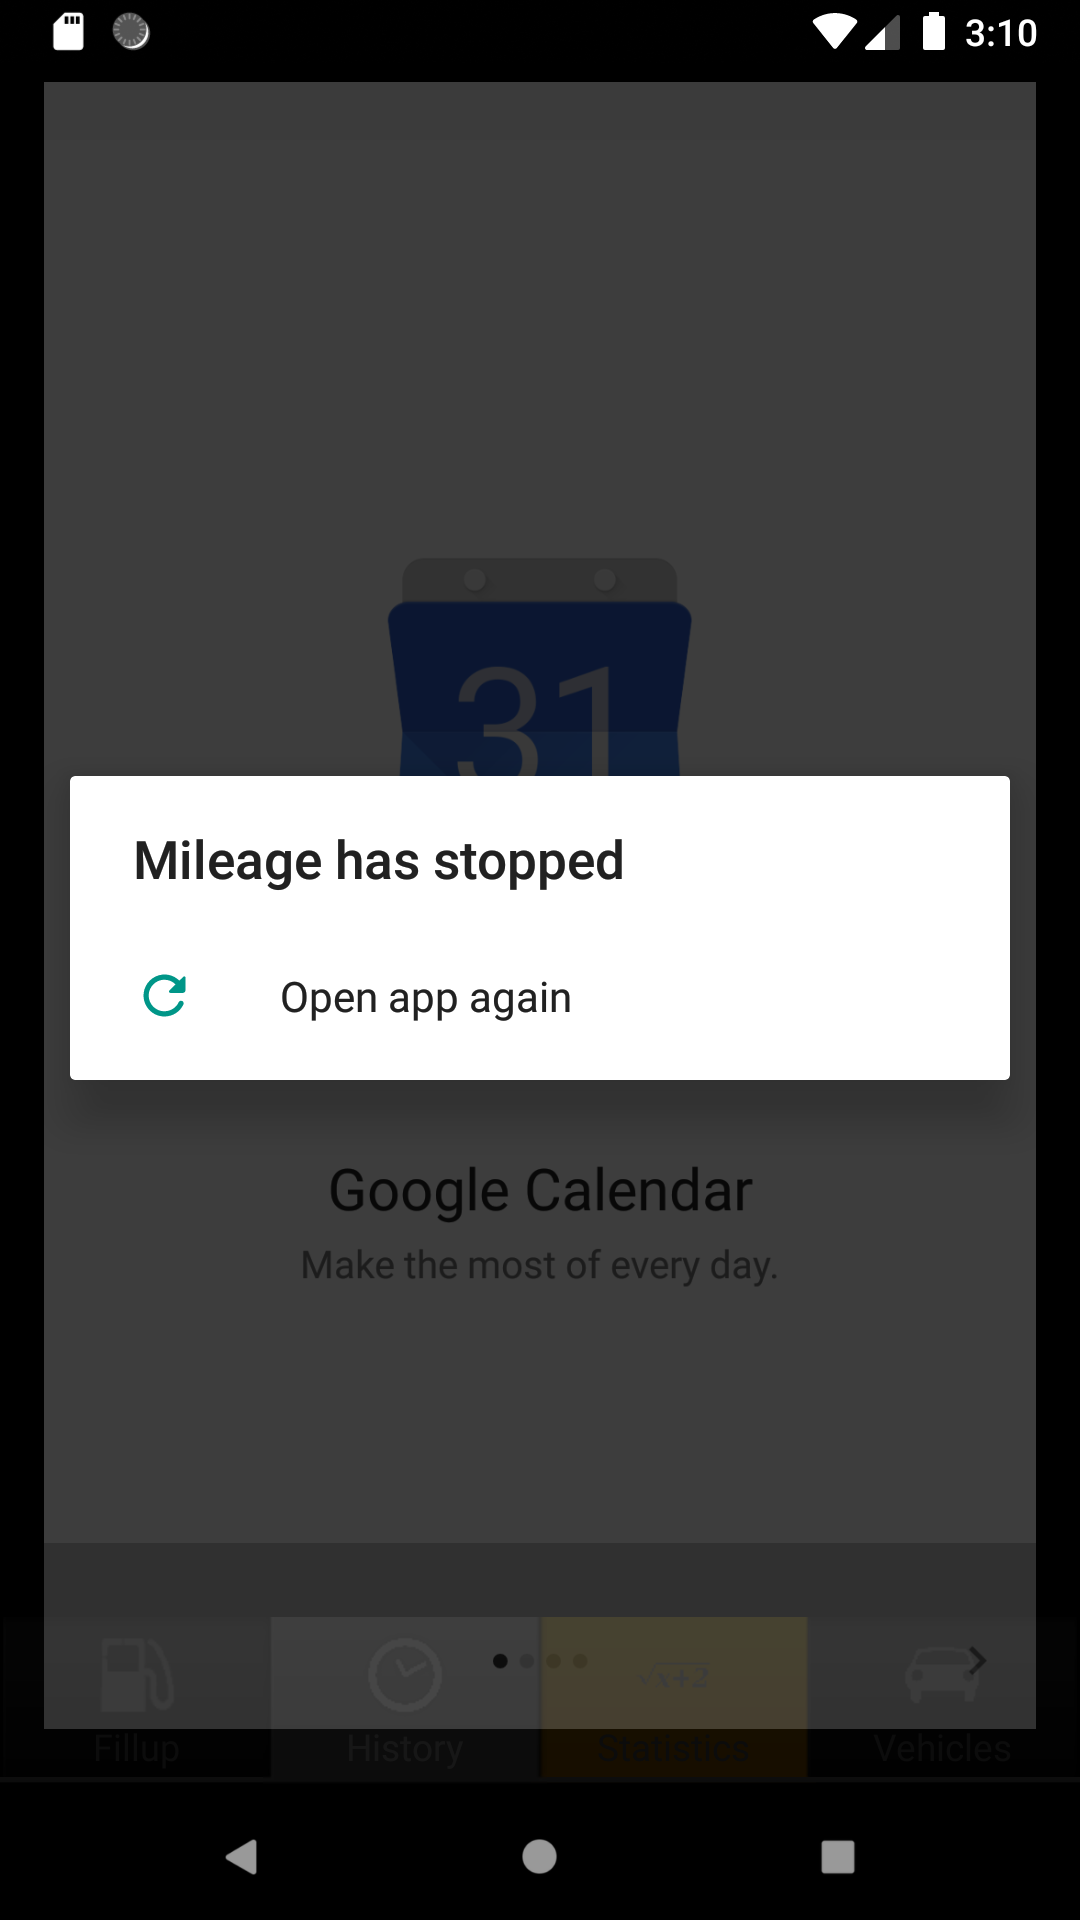 3:10
31
Mileage has stopped
Open app again
Google Calendar
Make the most of every day.
√x+2
Fillup History Statistics Vehicles